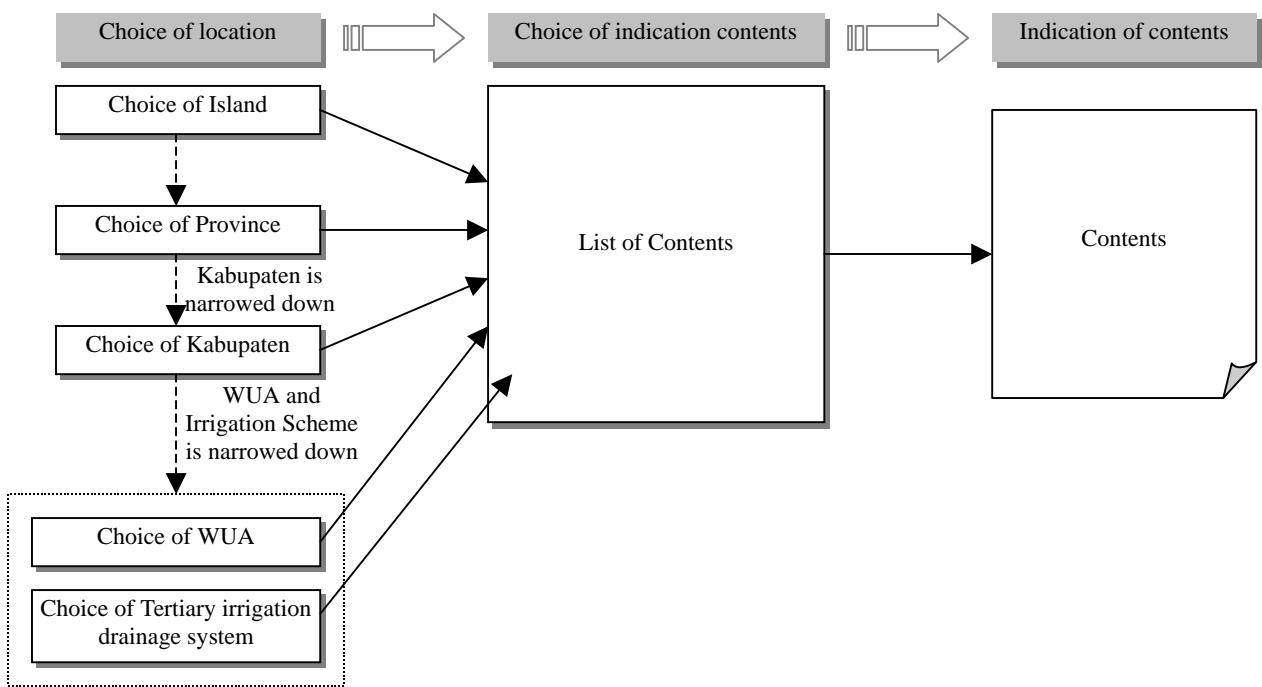 Choice of location
Choice of indication contents
Indication of contents
Choice of Island
Choice of Province
Kabupaten is
narrowed down
Choice of Kabupaten
WUA and
Irrigation Scheme
is narrowed down
Choice of WUA
Choice of Tertiary irrigation
drainage system
List of Contents
Contents